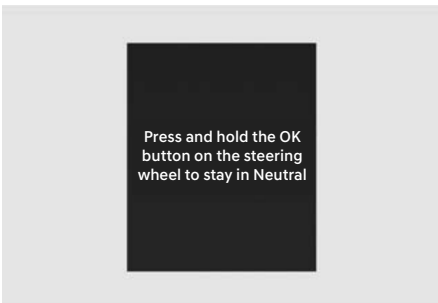 Press and hold the OK
button on the steering
wheel to stay in Neutral